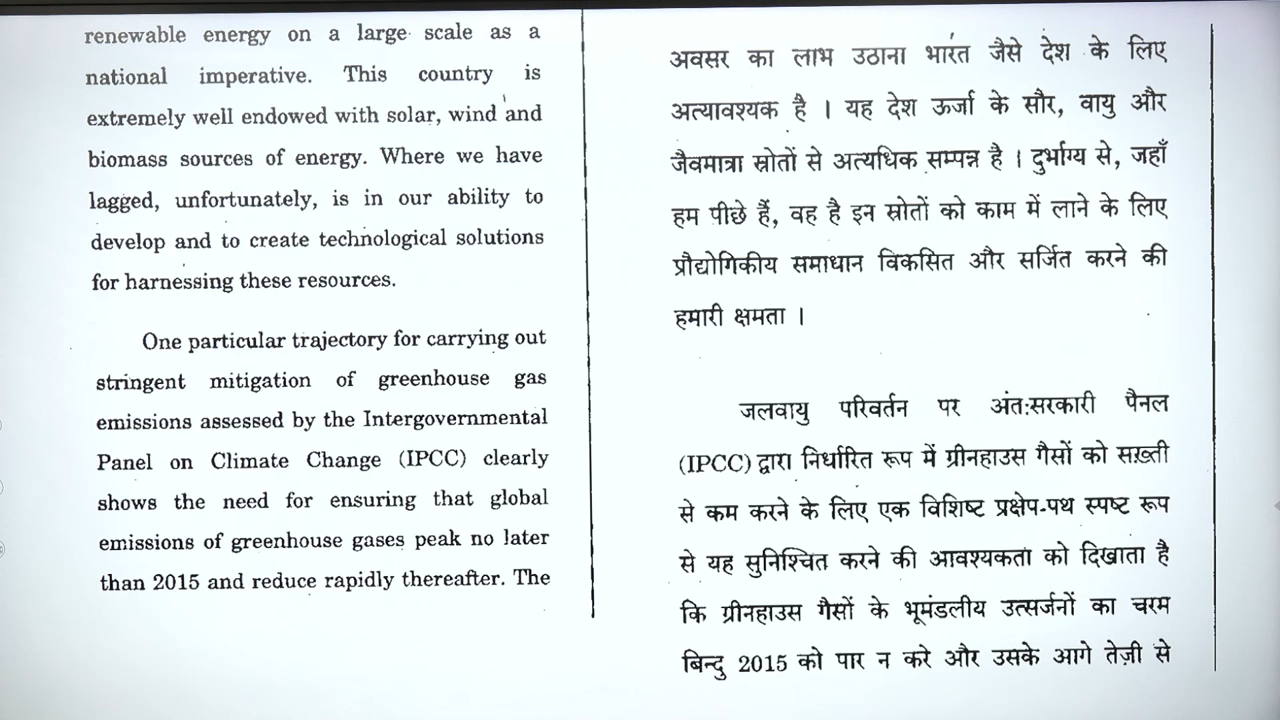 renewable energy on a large scale as a
national imperative. This country is
extremely well endowed with solar, wind and
biomass sources of energy. Where we have
lagged, unfortunately, is in our ability to
develop and to create technological solutions
for harnessing these resources.
One particular trajectory for carrying out
stringent mitigation of greenhouse gas
emissions assessed by the Intergovernmental
Panel on Climate Change (IPCC) clearly
shows the need for ensuring that global
emissions of greenhouse gases peak no later
than 2015 and reduce rapidly thereafter. The
अवसर का लाभ उठाना भारत जैसे देश के लिए
अत्यावश्यक है । यह देश ऊर्जा के सौर, वायु और
जैवमात्रा स्रोतों से अत्यधिक सम्पन्न है । दुर्भाग्य से, जहाँ
हम पीछे हैं, वह है इन स्रोतों को काम में लाने के लिए
प्रौद्योगिकीय समाधान विकसित और सर्जित करने की
हमारी क्षमता ।
जलवायु परिवर्तन पर अंत:सरकारी पैनल
(IPCC) द्वारा निर्धारित रूप में ग्रीनहाउस गैसों को सख़्ती
से कम करने के लिए एक विशिष्ट प्रक्षेप-पथ स्पष्ट रूप
से यह सुनिश्चित करने की आवश्यकता को दिखाता है
कि ग्रीनहाउस गैसों के भूमंडलीय उत्सर्जनों का चरम
बिन्दु 2015 को पार न करे और उसके आगे तेज़ी से